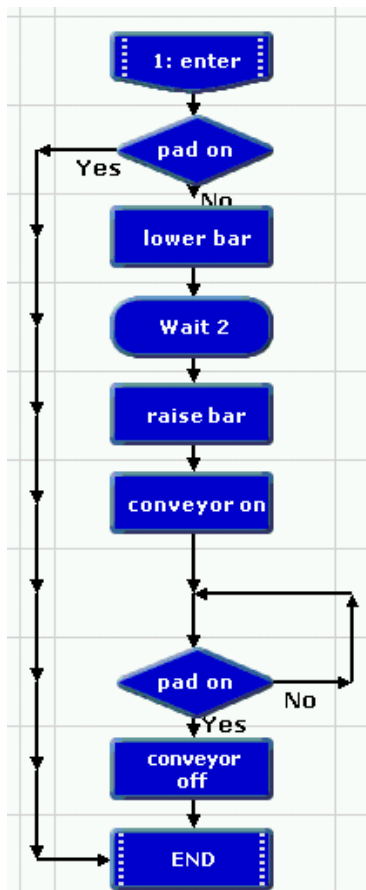 1: enter
pad on
Yes
No
lower bar
Wait 2
raise bar
conveyor on
pad on
No
Yes
conveyor
off
END